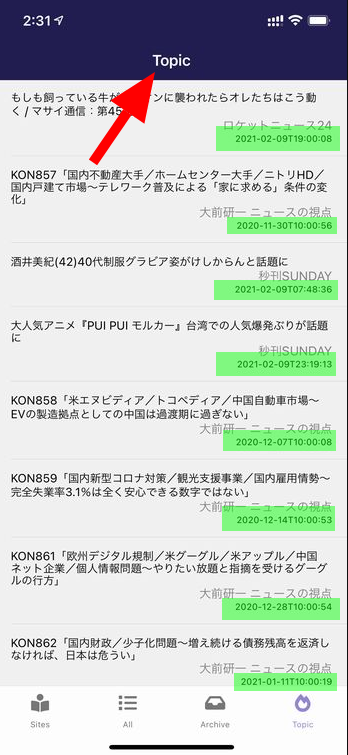 2:31
Topic
もしも飼っている牛が
ンに襲われたらオレたちはこう動
く / マサイ通信：第45
ロケットニュース24
2021-02-09T19:00:08
KON857「国内不動産大手／ホームセンター大手／ニトリHD／
国内戸建て市場〜テレワーク普及による「家に求める」条件の変
化」
大前研一 ニュースの視点
2020-11-30T10:00:56
酒井美紀(42)40代制服グラビア姿がけしからんと話題に
秒刊SUNDAY
2021-02-09T07:48:36
大人気アニメ『PUI PUI モルカー』台湾での人気爆発ぶりが話題
に
秒刊SUNDAY
2021-02-09T23:19:13
KON858「米エヌビディア／トコペディア／中国自動車市場〜
EVの製造拠点としての中国は過渡期に過ぎない」
大前研一 ニュースの視点
2020-12-07T10:00:08
KON859「国内新型コロナ対策／観光支援事業／国内雇用情勢〜
完全失業率3.1%は全く安心できる数字ではない」
大前研一 ニュースの視点
2020-12-14T10:00:53
KON861「欧州デジタル規制／米グーグル／米アップル／中国
ネット企業／個人情報問題〜やりたい放題と指摘を受けるグーグ
ルの行方」
大前研一 ニュースの視点
2020-12-28T10:00:54
KON862「国内財政／少子化問題〜増え続ける債務残高を返済し
なければ、日本は危うい」
大前研一 ニュースの視点
2021-01-11T10:00:19
Sites
All
Archive
Topic